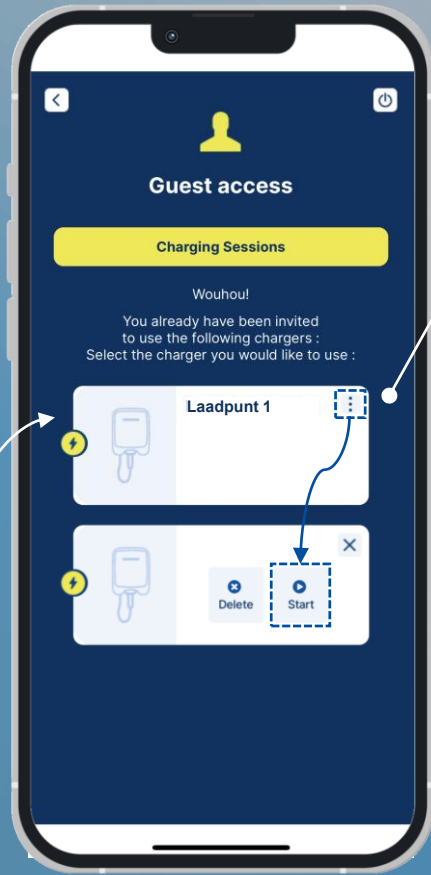 Guest access
Charging Sessions
Wouhou!
You already have been invited
to use the following chargers :
Select the charger you would like to use :
Laadpunt 1
Delete
Start